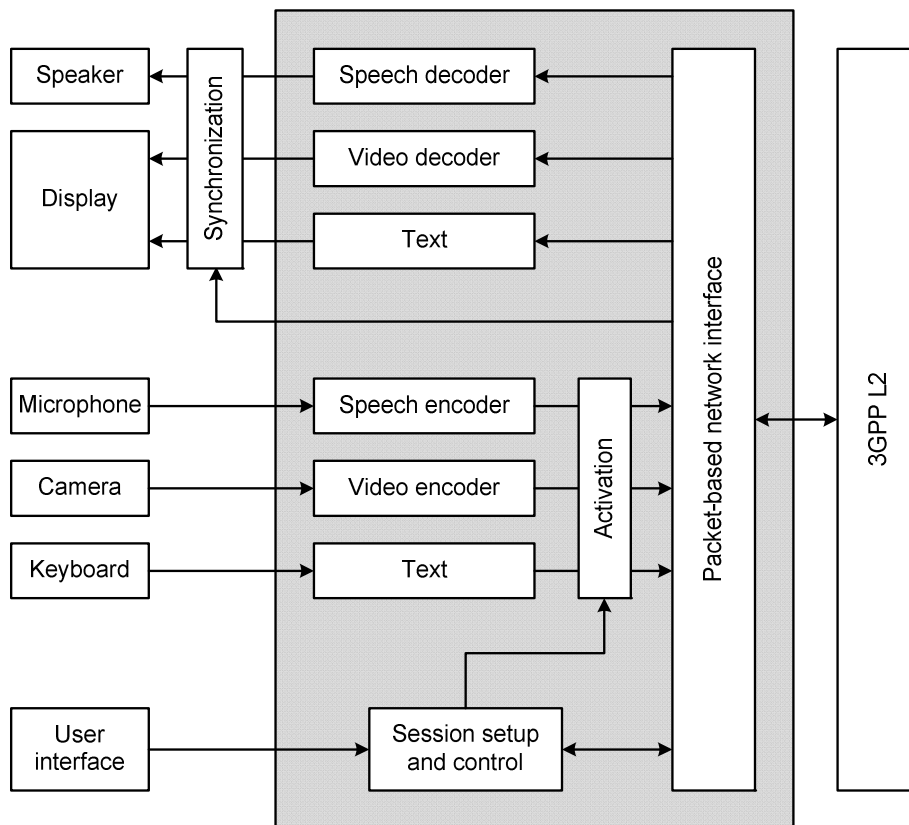 Speaker
Synchronization
Speech decoder
Display
Video decoder
Text
Packet-based network interface
3GPP L2
Microphone
Speech encoder
Activation
Camera
Video encoder
Keyboard
Text
User
interface
Session setup
and control